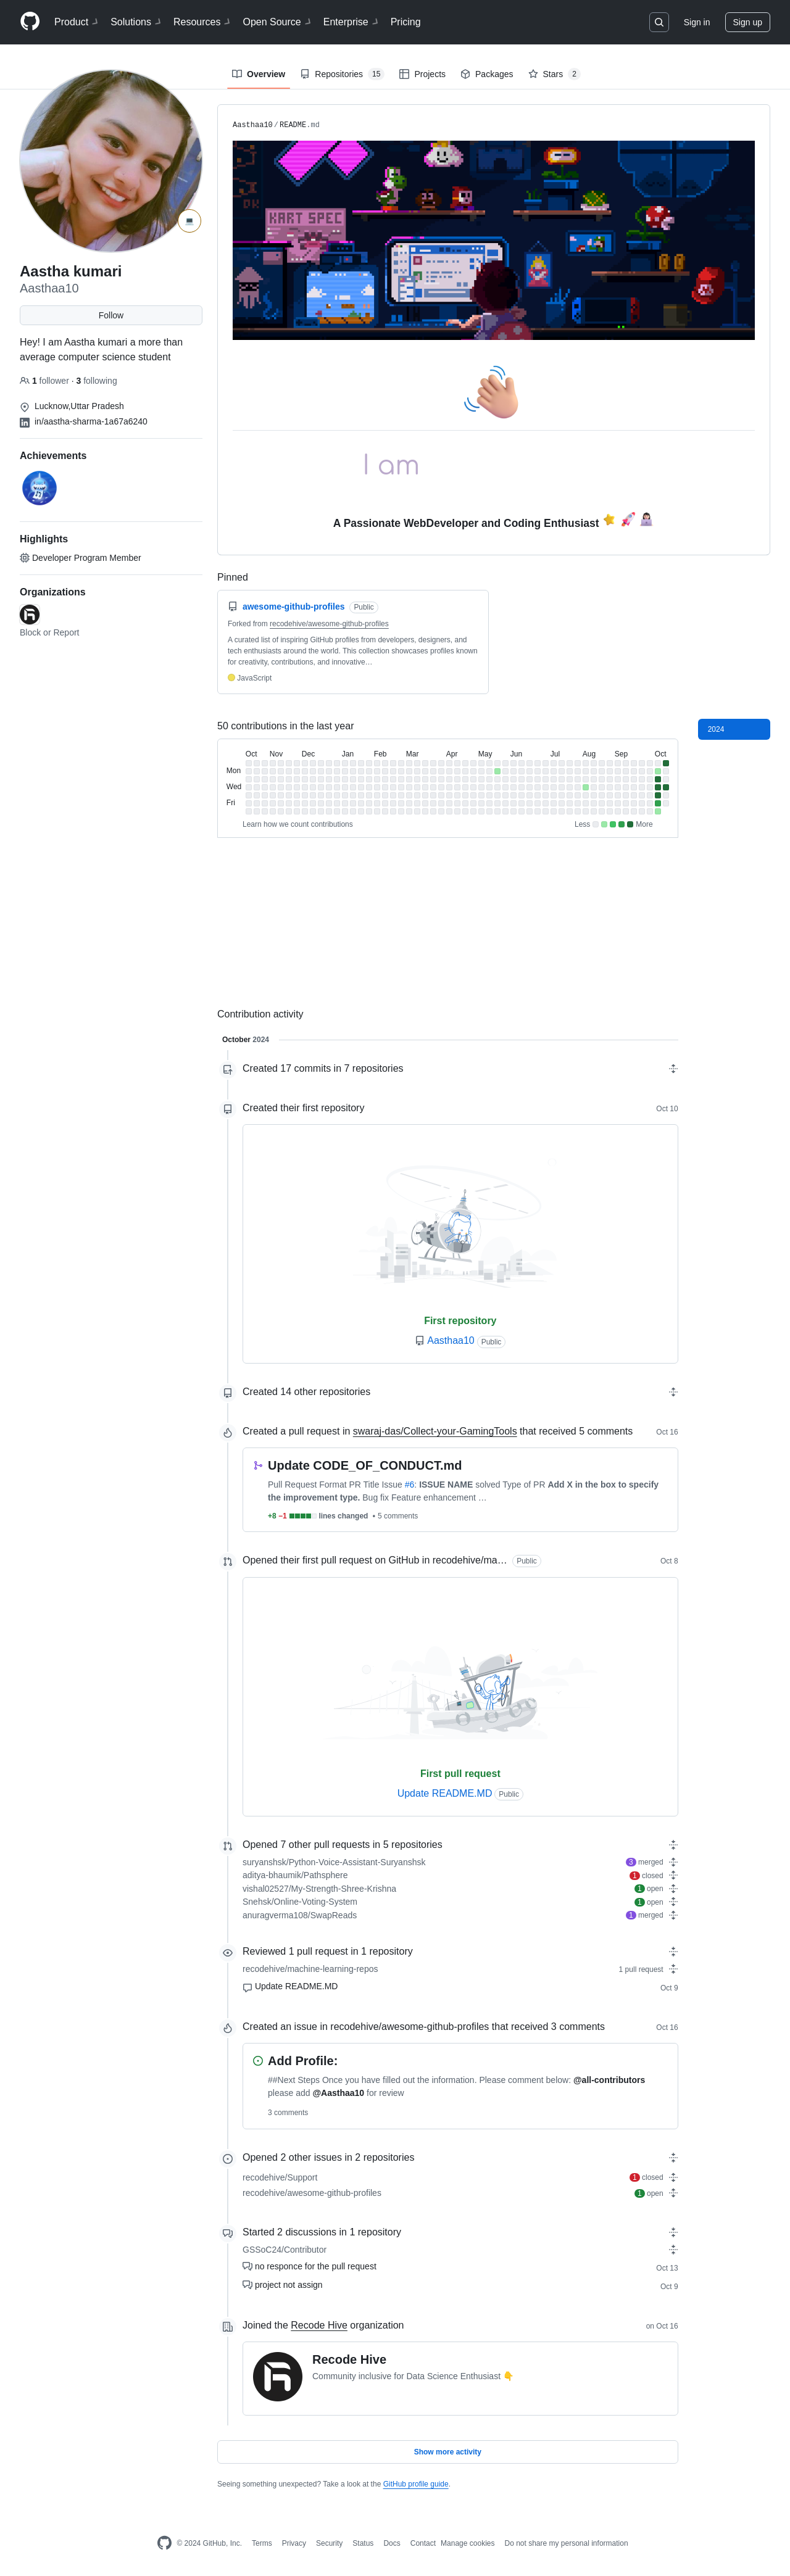 Product Solutions Resources Open Source Enterprise Pricing Sign in Sign up
Overview Repositories 15 Projects Packages Stars 2
Aastha kumari
Aasthaa10
Follow
Hey! I am Aastha kumari a more than
average computer science student
1 follower · 3 following
Lucknow,Uttar Pradesh
in/aastha-sharma-1a67a6240
Achievements
Highlights
Developer Program Member
Organizations
Block or Report
Aasthaa10/README.md
KART SPEC
I am
A Passionate WebDeveloper and Coding Enthusiast
Pinned
awesome-github-profiles Public
Forked from recodehive/awesome-github-profiles
A curated list of inspiring GitHub profiles from developers, designers, and
tech enthusiasts around the world. This collection showcases profiles known
for creativity, contributions, and innovative…
JavaScript
50 contributions in the last year
2024
Oct Nov Dec Jan Feb Mar Apr May Jun Jul Aug Sep Oct
Mon
Wed
Fri
Learn how we count contributions Less More
Contribution activity
October 2024
Created 17 commits in 7 repositories
Created their first repository Oct 10
First repository
Aasthaa10 Public
Created 14 other repositories
Created a pull request in swaraj-das/Collect-your-GamingTools that received 5 comments Oct 16
Update CODE_OF_CONDUCT.md
Pull Request Format PR Title Issue #6: ISSUE NAME solved Type of PR Add X in the box to specify
the improvement type. Bug fix Feature enhancement …
+8 −1 lines changed • 5 comments
Opened their first pull request on GitHub in recodehive/ma… Public Oct 8
First pull request
Update README.MD Public
Opened 7 other pull requests in 5 repositories
suryanshsk/Python-Voice-Assistant-Suryanshsk 3 merged
aditya-bhaumik/Pathsphere 1 closed
vishal02527/My-Strength-Shree-Krishna 1 open
Snehsk/Online-Voting-System 1 open
anuragverma108/SwapReads 1 merged
Reviewed 1 pull request in 1 repository
recodehive/machine-learning-repos 1 pull request
Update README.MD Oct 9
Created an issue in recodehive/awesome-github-profiles that received 3 comments Oct 16
Add Profile:
##Next Steps Once you have filled out the information. Please comment below: @all-contributors
please add @Aasthaa10 for review
3 comments
Opened 2 other issues in 2 repositories
recodehive/Support 1 closed
recodehive/awesome-github-profiles 1 open
Started 2 discussions in 1 repository
GSSoC24/Contributor
no responce for the pull request Oct 13
project not assign Oct 9
Joined the Recode Hive organization on Oct 16
Recode Hive
Community inclusive for Data Science Enthusiast 👇
Show more activity
Seeing something unexpected? Take a look at the GitHub profile guide.
© 2024 GitHub, Inc. Terms Privacy Security Status Docs Contact Manage cookies Do not share my personal information